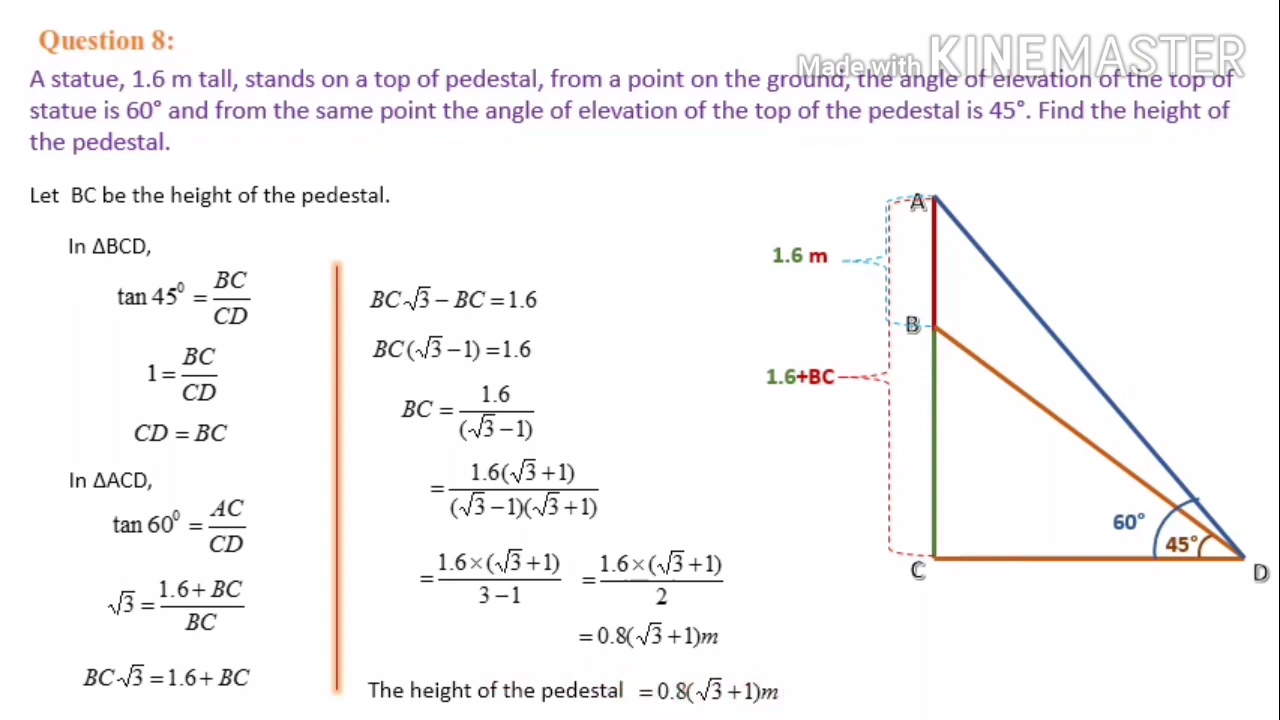 Question 8:
Made with KINEMASTER
A statue, 1.6 m tall, stands on a top of pedestal, from a point on the ground, the angle of elevation of the top of
statue is 60° and from the same point the angle of elevation of the top of the pedestal is 45°. Find the height of
the pedestal.
Let BC be the height of the pedestal.
In ΔBCD,
tan 45⁰ = BC/CD
1 = BC/CD
CD = BC
In ΔACD,
tan 60⁰ = AC/CD
√3 = 1.6 + BC/BC
BC√3 = 1.6 + BC
BC√3 − BC = 1.6
BC(√3 − 1) = 1.6
BC = 1.6/(√3 − 1)
= 1.6(√3 + 1)/(√3 − 1)(√3 + 1)
= 1.6 × (√3 + 1)/3 − 1 = 1.6 × (√3 + 1)/2
= 0.8(√3 + 1)m
The height of the pedestal = 0.8(√3 + 1)m
A
1.6 m
B
1.6+BC
60°
45°
C
D